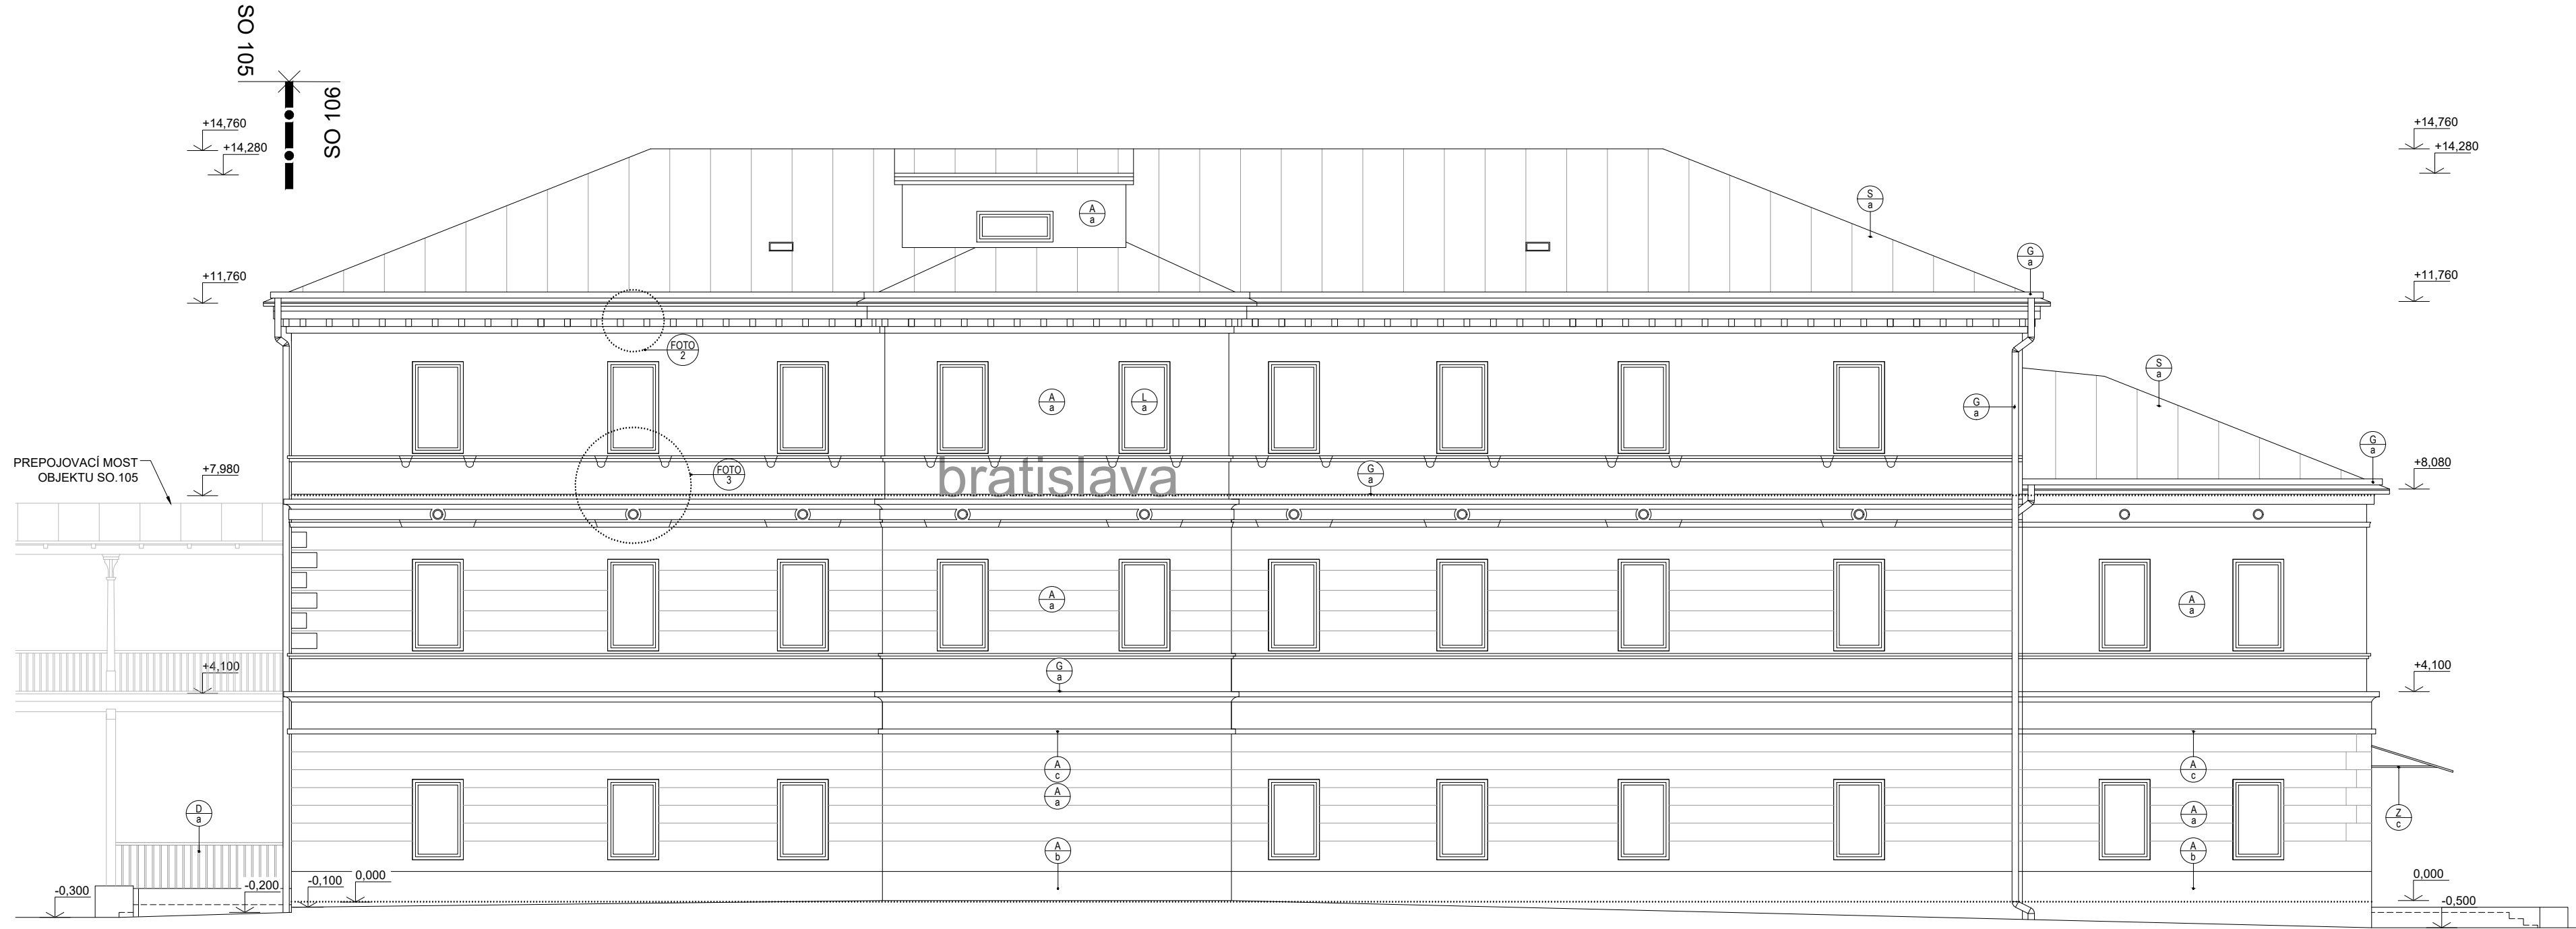 SO 105
SO 106
+14,760
+14,280
+14,760
+14,280
S
a
A
a
G
a
+11,760
+11,760
FOTO
2
S
a
A
a
L
a
G
a
G
a
PREPOJOVACÍ MOST
OBJEKTU SO.105
+7,980
FOTO
3
bratislava
G
a
+8,080
A
a
A
a
+4,100
G
a
+4,100
A
c
A
a
A
c
A
a
D
a
Z
c
A
b
A
b
-0,300
-0,200
-0,100
0,000
0,000
-0,500